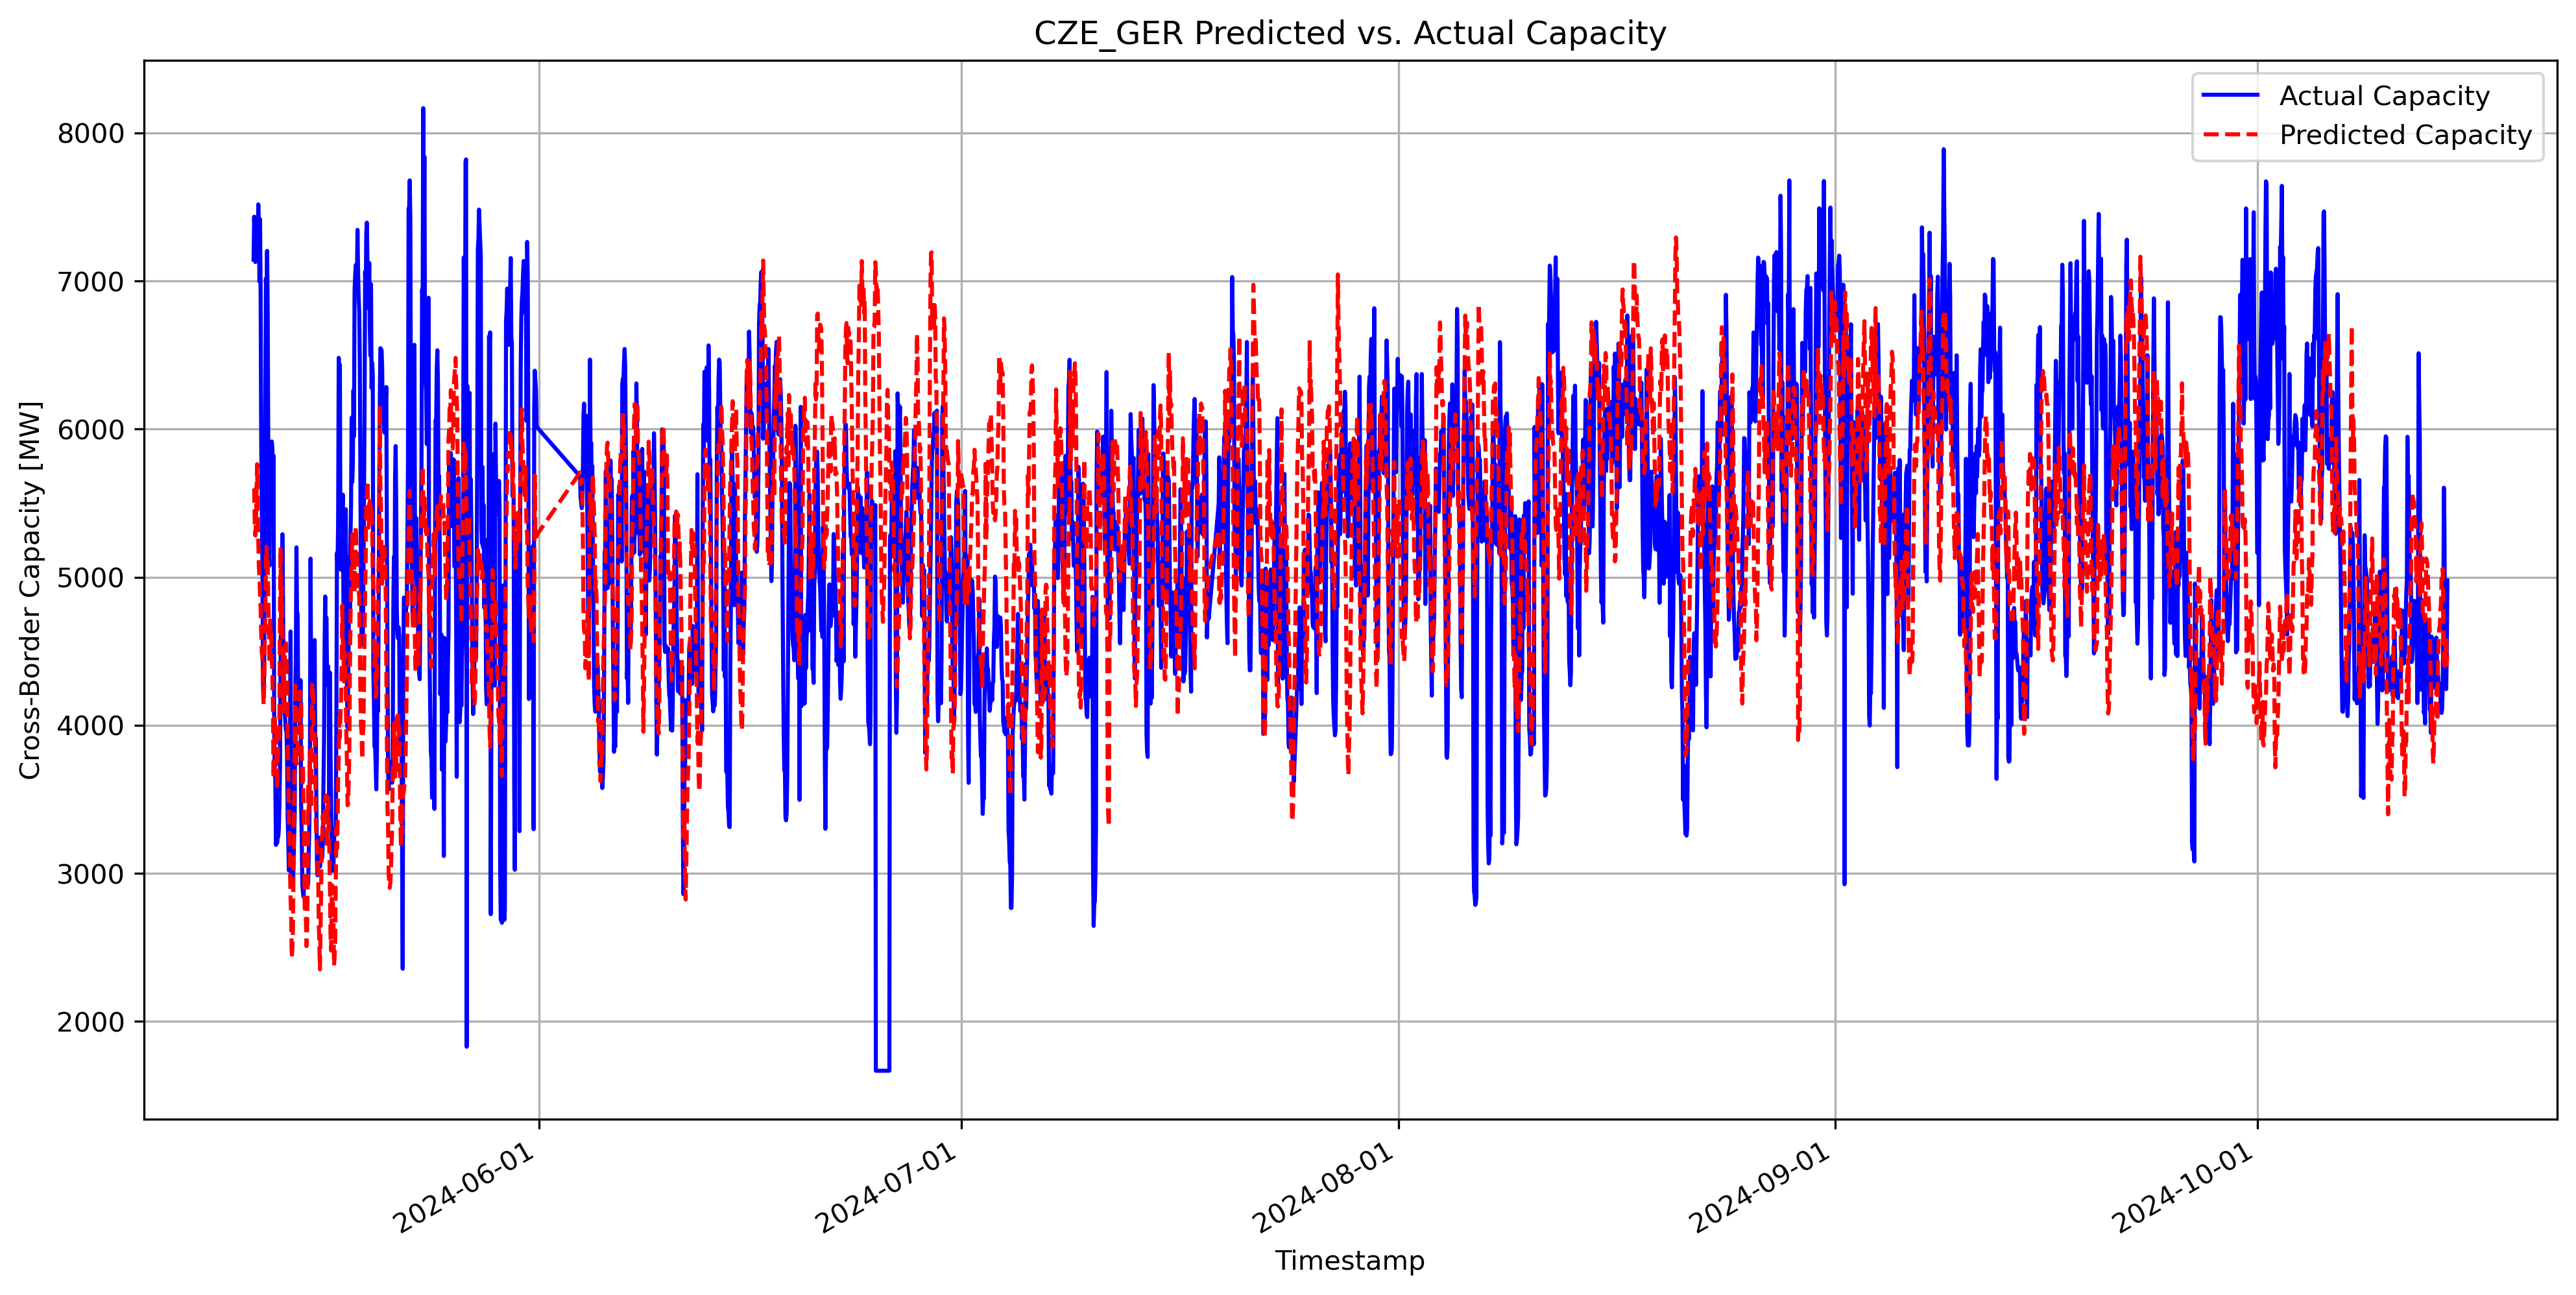 CZE_GER Predicted vs. Actual Capacity
Actual Capacity
Predicted Capacity
Cross-Border Capacity [MW]
8000
7000
6000
5000
4000
3000
2000
2024-06-01
2024-07-01
2024-08-01
2024-09-01
2024-10-01
Timestamp